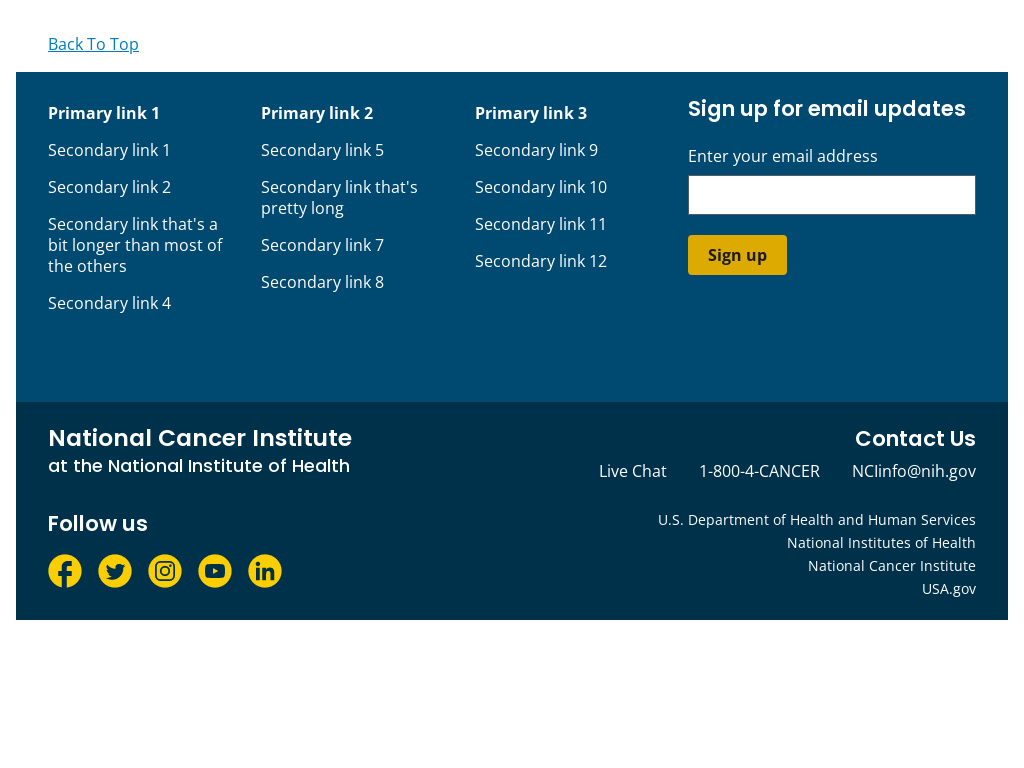 Back To Top
Primary link 1
Secondary link 1
Secondary link 2
Secondary link that's a
bit longer than most of
the others
Secondary link 4
Primary link 2
Secondary link 5
Secondary link that's
pretty long
Secondary link 7
Secondary link 8
Primary link 3
Secondary link 9
Secondary link 10
Secondary link 11
Secondary link 12
Sign up for email updates
Enter your email address
Sign up
National Cancer Institute
at the National Institute of Health
Follow us
Contact Us
Live Chat 1-800-4-CANCER NCIinfo@nih.gov
U.S. Department of Health and Human Services
National Institutes of Health
National Cancer Institute
USA.gov